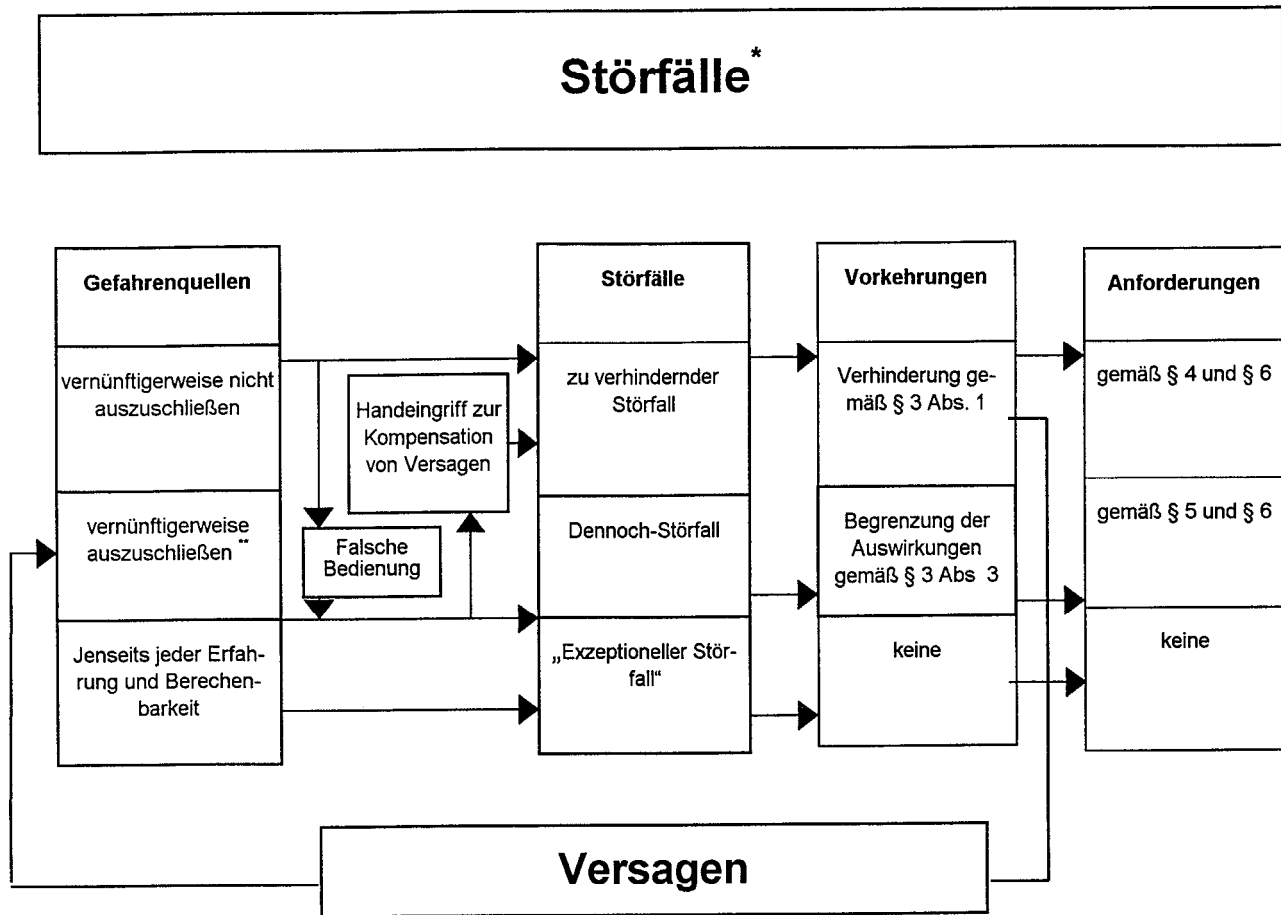 Störfälle*
Gefahrenquellen
vernünftigerweise nicht
auszuschließen
vernünftigerweise
auszuschließen **
Jenseits jeder Erfah-
rung und Berechen-
barkeit
Handeingriff zur
Kompensation
von Versagen
Falsche
Bedienung
Störfälle
zu verhindernder
Störfall
Dennoch-Störfall
„Exzeptioneller Stör-
fall“
Vorkehrungen
Verhinderung ge-
mäß § 3 Abs. 1
Begrenzung der
Auswirkungen
gemäß § 3 Abs 3
keine
Anforderungen
gemäß § 4 und § 6
gemäß § 5 und § 6
keine
Versagen